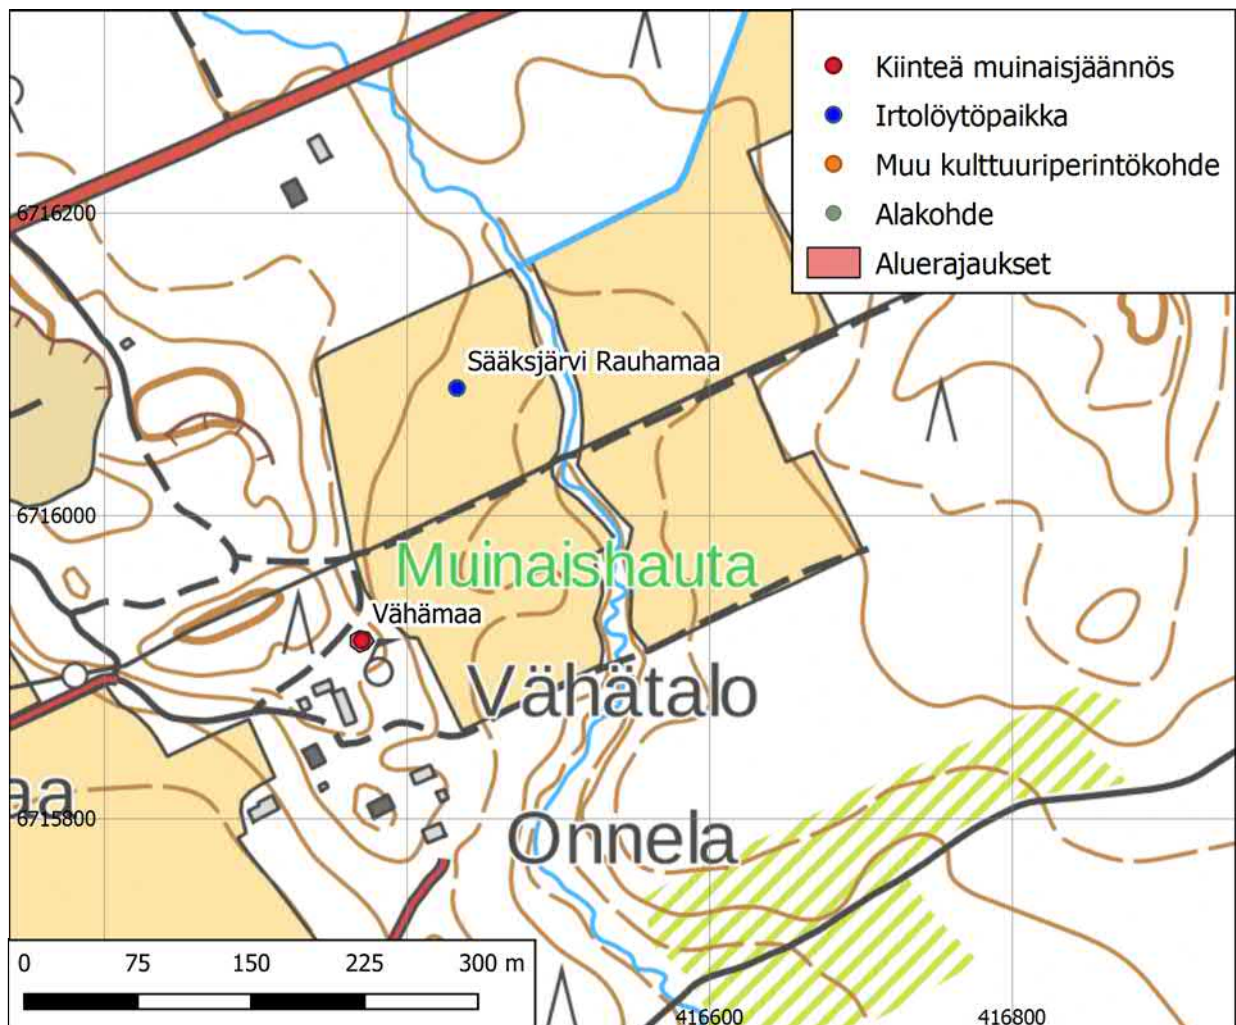 Kiinteä muinaisjäännös
Irtolöytöpaikka
Muu kulttuuriperintökohde
Alakohde
Aluerajaukset
6716200
Sääksjärvi Rauhamaa
6716000
Muinaishauta
Vähämaa
Vähätalo
aa
6715800
Onnela
0 75 150 225 300 m
416600 416800